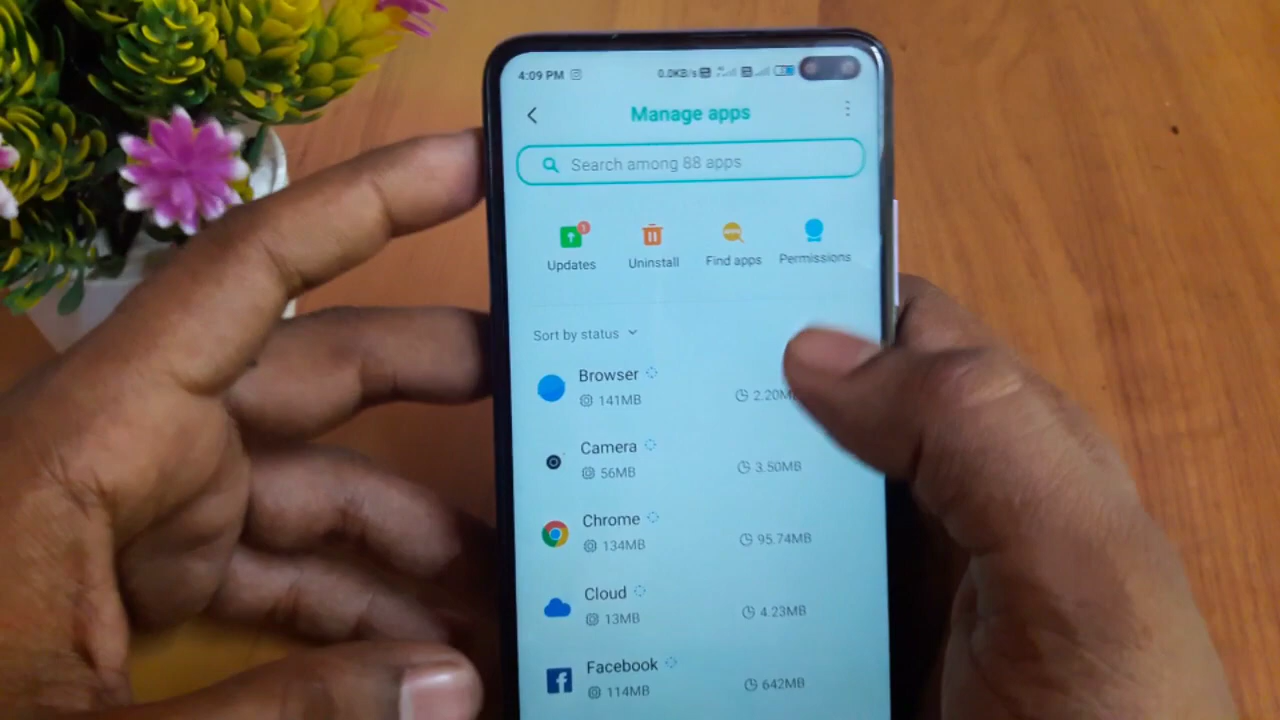 4:09 PM 0.0KB/s
Manage apps
Search among 88 apps
1
Updates Uninstall Find apps Permissions
Sort by status
Browser
141MB 2.20M
Camera
56MB 3.50MB
Chrome
134MB 95.74MB
Cloud
13MB 4.23MB
Facebook
114MB 642MB